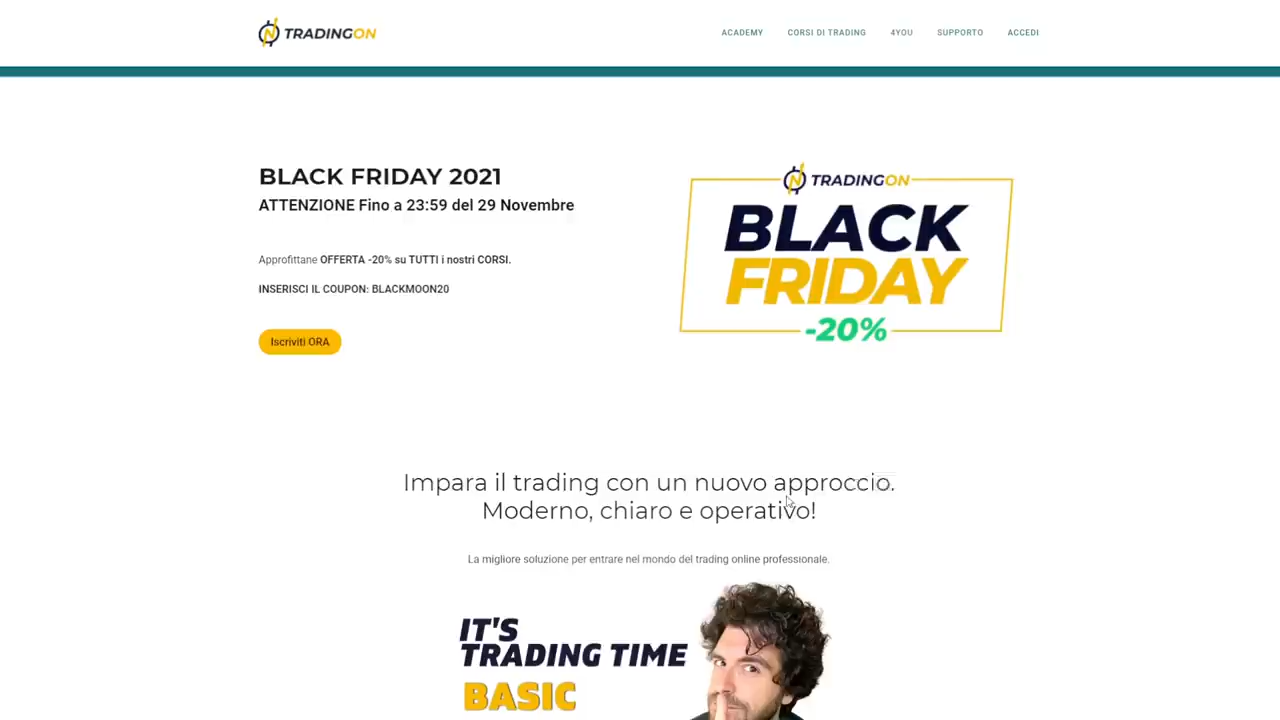 TRADINGON
ACADEMY CORSI DI TRADING 4YOU SUPPORTO ACCEDI
BLACK FRIDAY 2021
ATTENZIONE Fino a 23:59 del 29 Novembre
Approfittane OFFERTA -20% su TUTTI i nostri CORSI.
INSERISCI IL COUPON: BLACKMOON20
Iscriviti ORA
TRADINGON
BLACK
FRIDAY
-20%
Impara il trading con un nuovo approccio.
Moderno, chiaro e operativo!
La migliore soluzione per entrare nel mondo del trading online professionale.
IT'S
TRADING TIME
BASIC